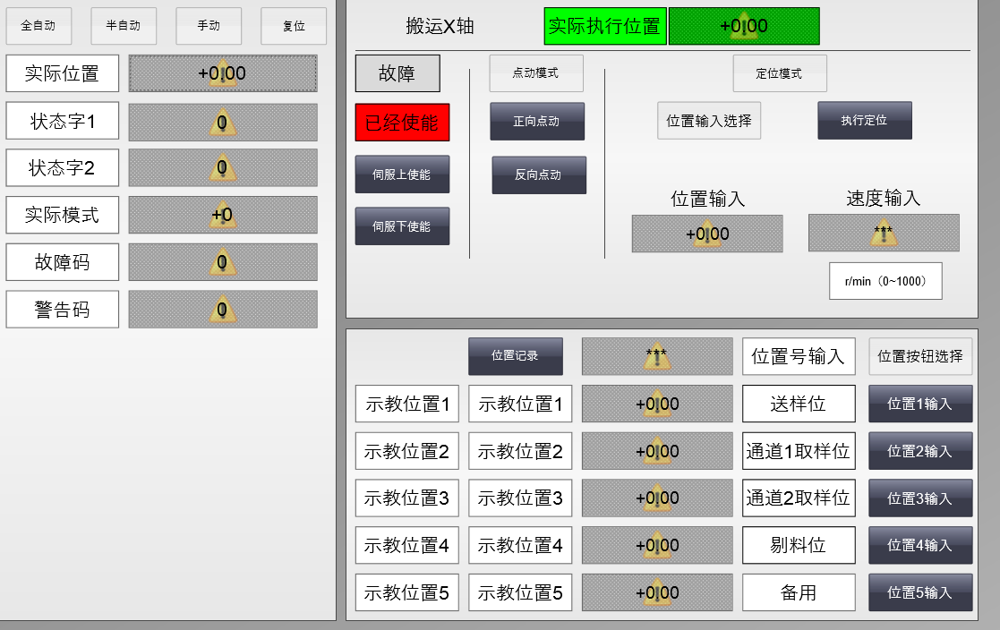 全自动
半自动
手动
复位
实际位置
+0.00
状态字1
0
状态字2
0
实际模式
+0
故障码
0
警告码
0
搬运X轴
实际执行位置
+0.00
故障
已经使能
伺服上使能
伺服下使能
点动模式
正向点动
反向点动
定位模式
位置输入选择
执行定位
位置输入
+0.00
速度输入
***
r/min（0~1000）
位置记录
***
位置号输入
位置按钮选择
示教位置1
示教位置1
+0.00
送样位
位置1输入
示教位置2
示教位置2
+0.00
通道1取样位
位置2输入
示教位置3
示教位置3
+0.00
通道2取样位
位置3输入
示教位置4
示教位置4
+0.00
剔料位
位置4输入
示教位置5
示教位置5
+0.00
备用
位置5输入